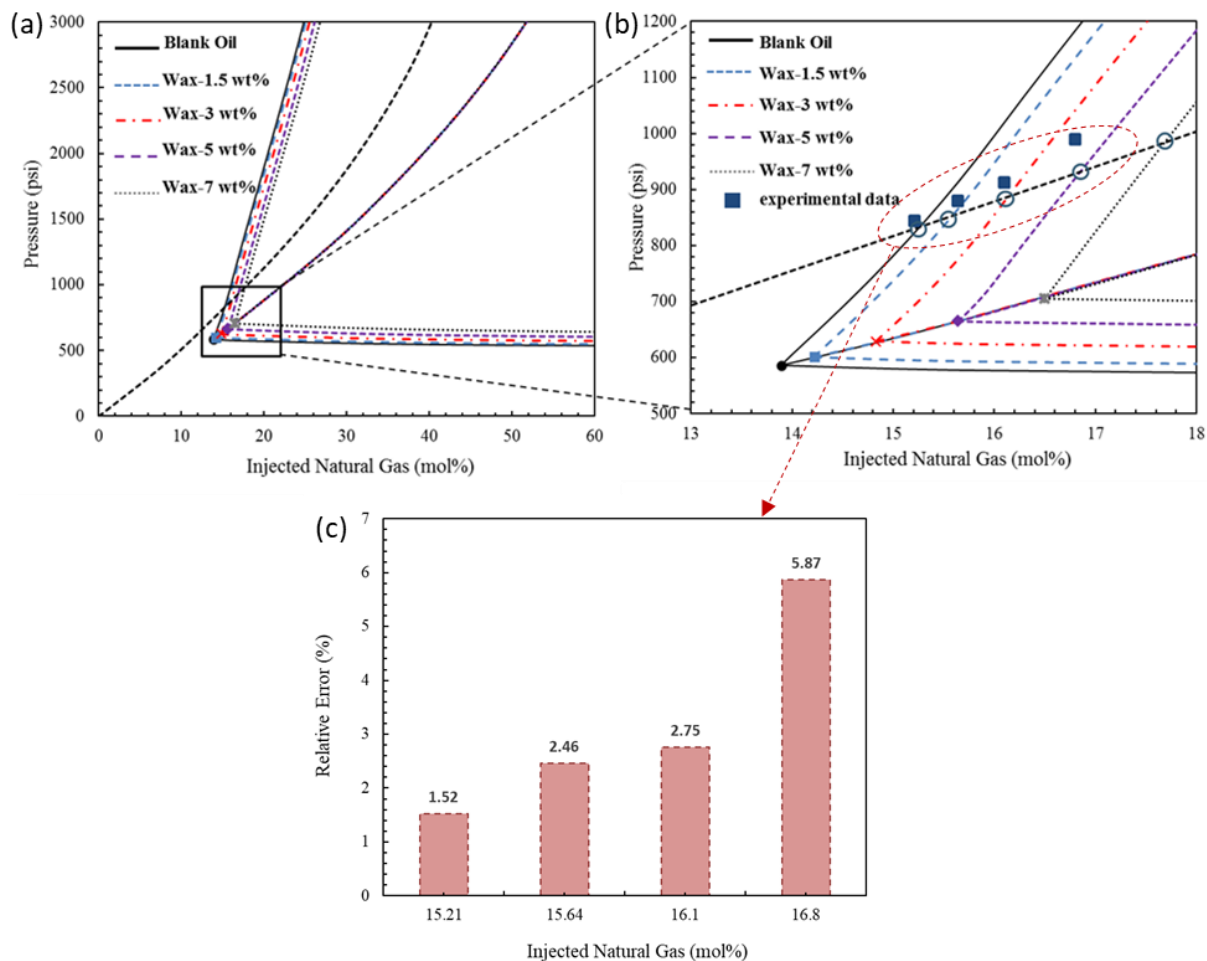 (a)
3000
2500
2000
1500
1000
500
0
Pressure (psi)
Blank Oil
Wax-1.5 wt%
Wax-3 wt%
Wax-5 wt%
Wax-7 wt%
0 10 20 30 40 50 60
Injected Natural Gas (mol%)
(b)
1200
1100
1000
900
800
700
600
500
Pressure (psi)
Blank Oil
Wax-1.5 wt%
Wax-3 wt%
Wax-5 wt%
Wax-7 wt%
experimental data
13 14 15 16 17 18
Injected Natural Gas (mol%)
(c)
7
6
5
4
3
2
1
0
Relative Error (%)
1.52
2.46
2.75
5.87
15.21 15.64 16.1 16.8
Injected Natural Gas (mol%)